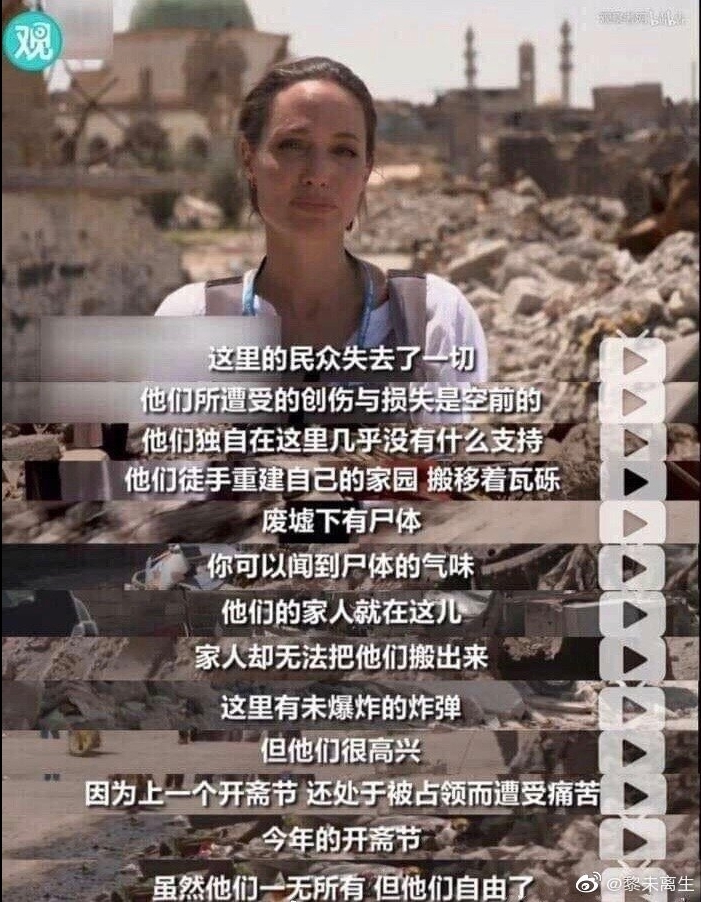 观
这里的民众失去了一切
他们所遭受的创伤与损失是空前的
他们独自在这里几乎没有什么支持
他们徒手重建自己的家园 搬移着瓦砾
废墟下有尸体
你可以闻到尸体的气味
他们的家人就在这儿
家人却无法把他们搬出来
这里有未爆炸的炸弹
但他们很高兴
因为上一个开斋节 还处于被占领而遭受痛苦
今年的开斋节
虽然他们一无所有 但他们自由了
@黎未离生